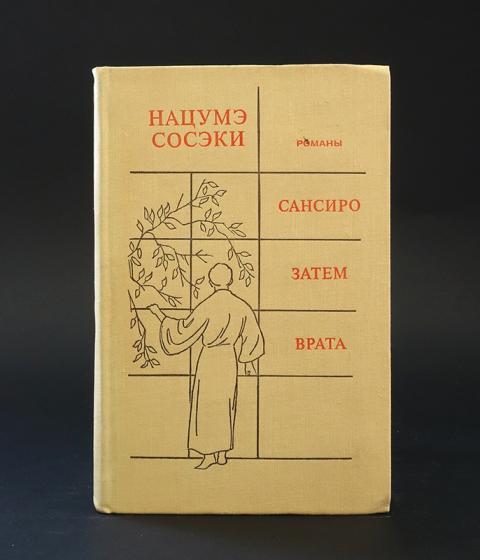 НАЦУМЭ
СОСЭКИ
РОМАНЫ
САНСИРО
ЗАТЕМ
ВРАТА